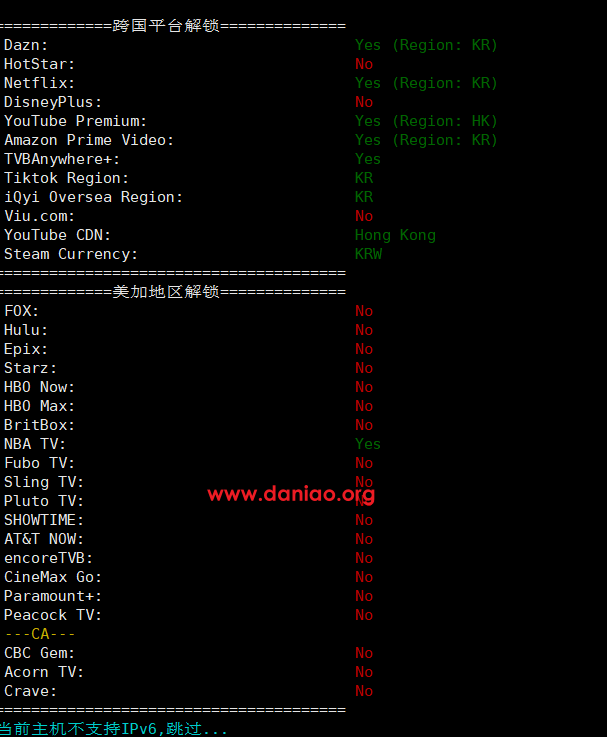 =============跨国平台解锁==============
Dazn: Yes (Region: KR)
HotStar: No
Netflix: Yes (Region: KR)
DisneyPlus: No
YouTube Premium: Yes (Region: HK)
Amazon Prime Video: Yes (Region: KR)
TVBAnywhere+: Yes
Tiktok Region: KR
iQyi Oversea Region: KR
Viu.com: No
YouTube CDN: Hong Kong
Steam Currency: KRW
=======================================
=============美加地区解锁==============
FOX: No
Hulu: No
Epix: No
Starz: No
HBO Now: No
HBO Max: No
BritBox: No
NBA TV: Yes
Fubo TV: No
Sling TV: No
www.daniao.org
Pluto TV: No
SHOWTIME: No
AT&T NOW: No
encoreTVB: No
CineMax Go: No
Paramount+: No
Peacock TV: No
---CA---
CBC Gem: No
Acorn TV: No
Crave: No
=======================================
当前主机不支持IPv6,跳过...